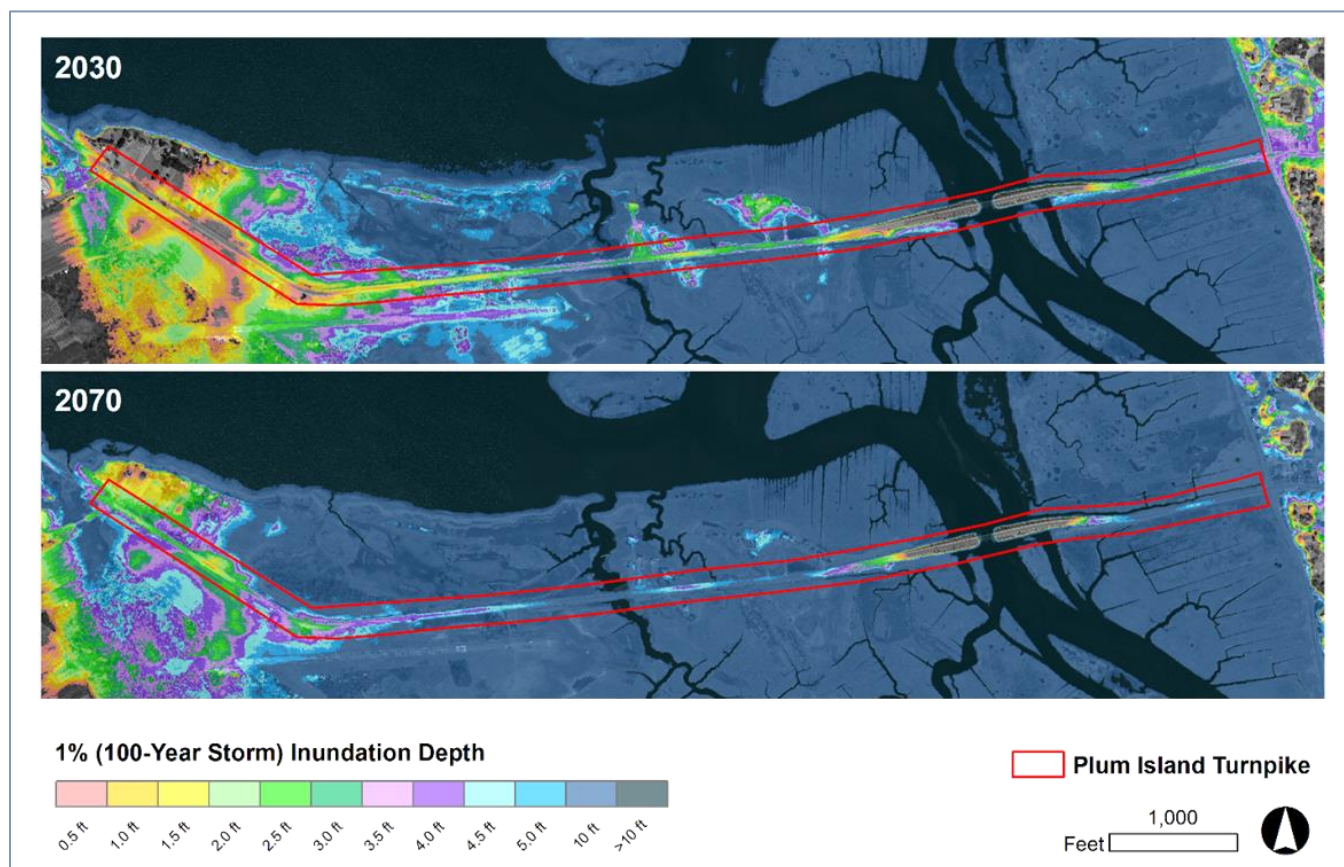 2030
2070
1% (100-Year Storm) Inundation Depth
0.5 ft
1.0 ft
1.5 ft
2.0 ft
2.5 ft
3.0 ft
3.5 ft
4.0 ft
4.5 ft
5.0 ft
10 ft
>10 ft
Plum Island Turnpike
1,000
Feet